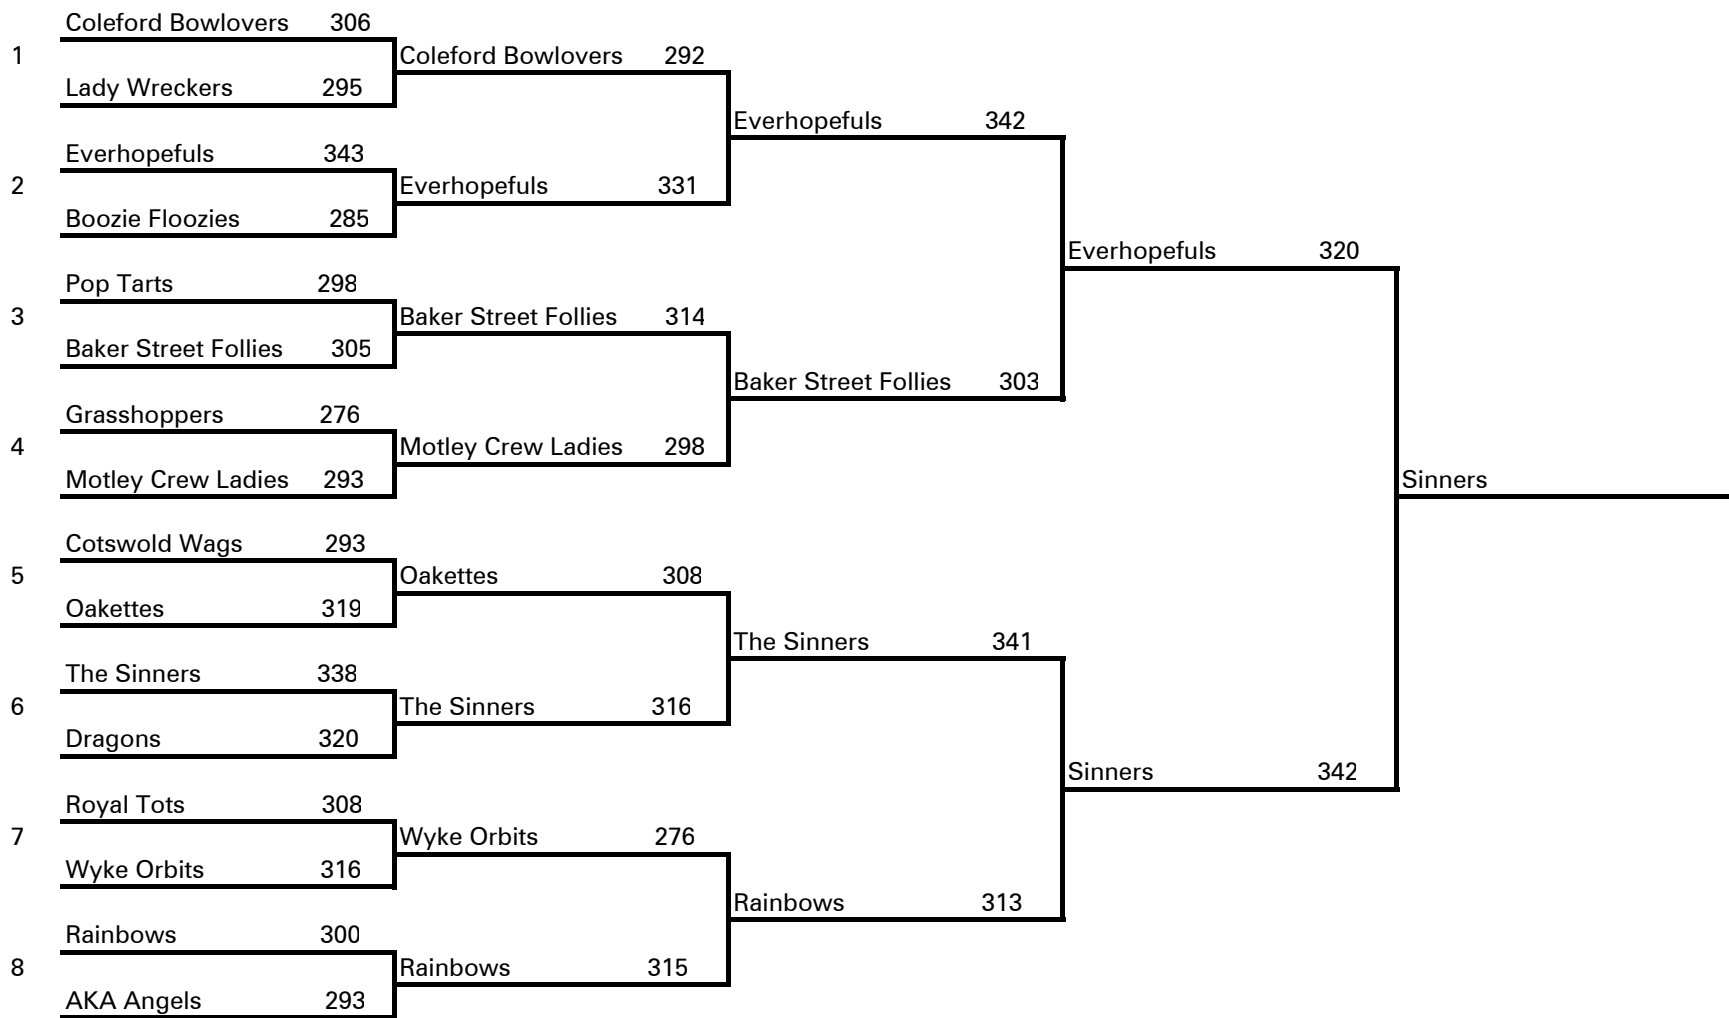 Coleford Bowlovers 306
1 Coleford Bowlovers 292
Lady Wreckers 295
Everhopefuls 342
Everhopefuls 343
2 Everhopefuls 331
Boozie Floozies 285
Everhopefuls 320
Pop Tarts 298
3 Baker Street Follies 314
Baker Street Follies 305
Baker Street Follies 303
Grasshoppers 276
4 Motley Crew Ladies 298
Motley Crew Ladies 293 Sinners
Cotswold Wags 293
5 Oakettes 308
Oakettes 319
The Sinners 341
The Sinners 338
6 The Sinners 316
Dragons 320
Sinners 342
Royal Tots 308
7 Wyke Orbits 276
Wyke Orbits 316
Rainbows 313
Rainbows 300
8 Rainbows 315
AKA Angels 293